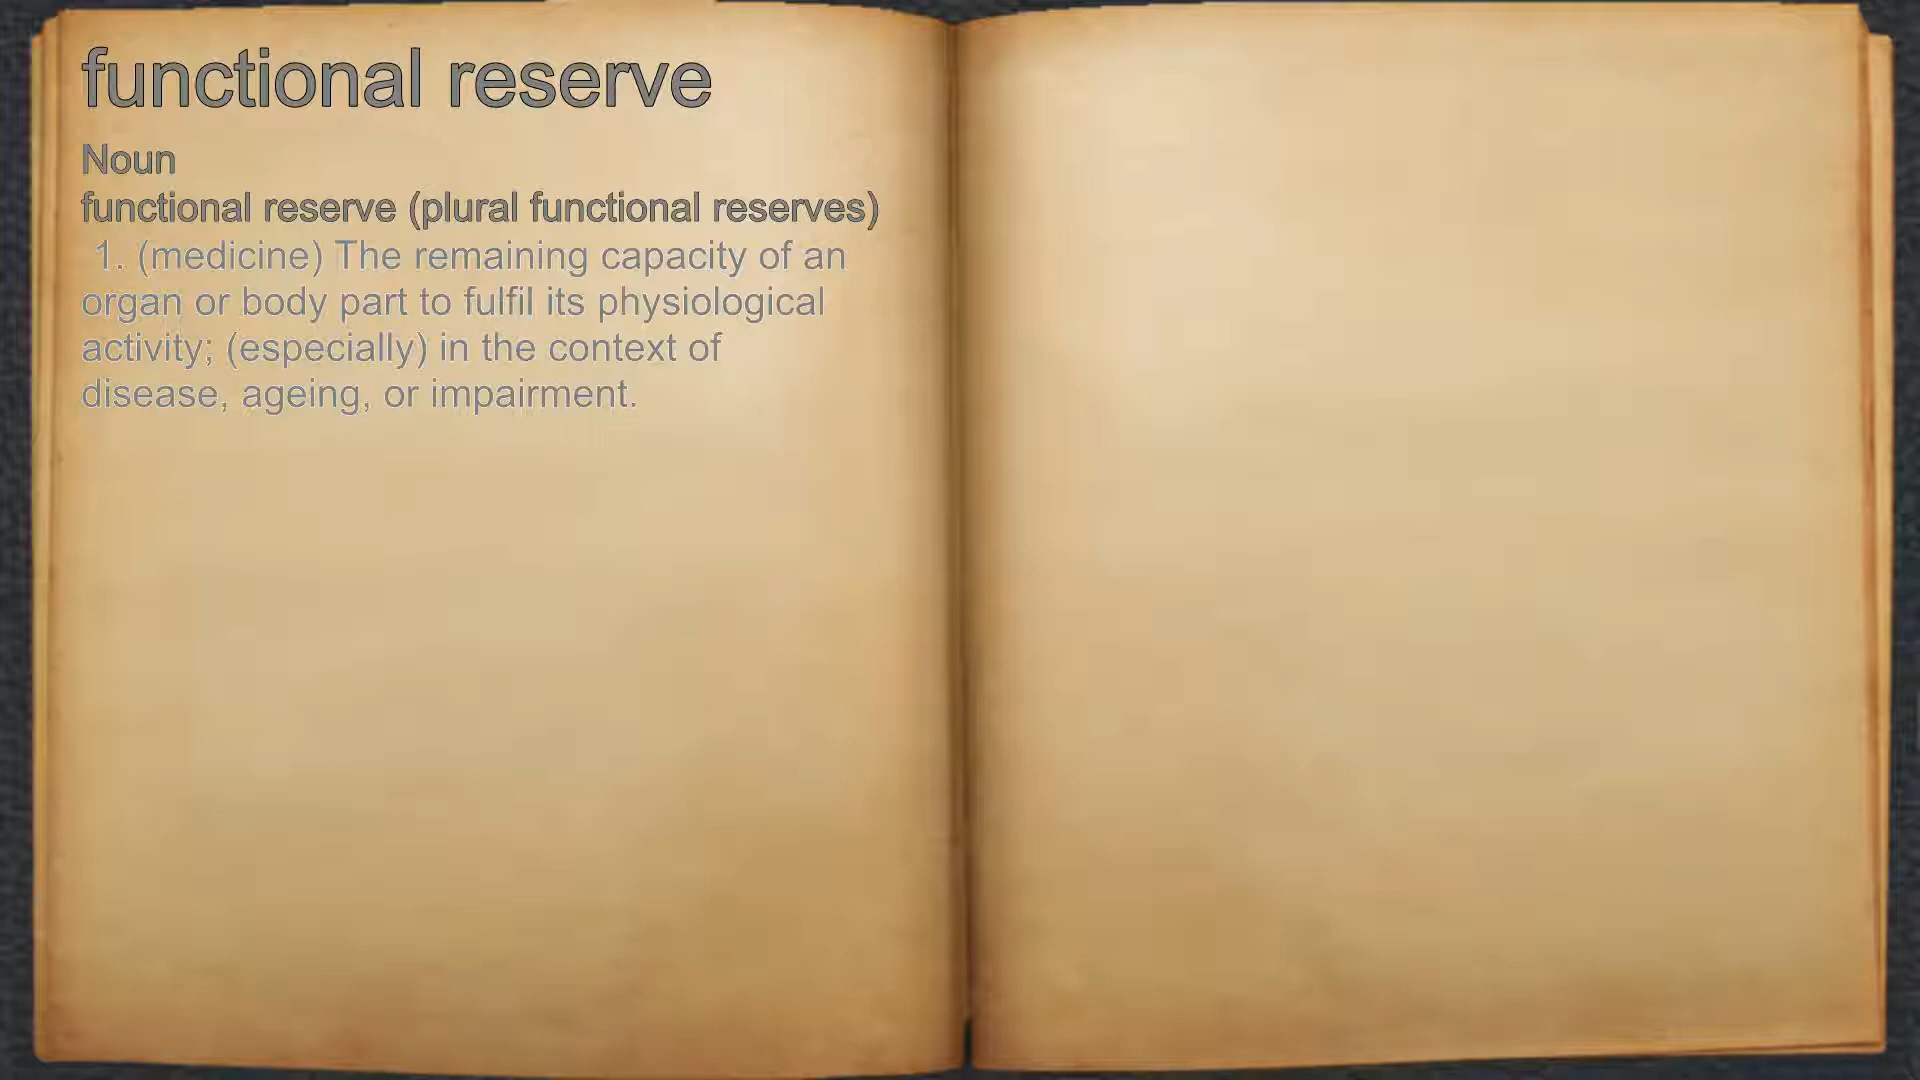 functional reserve
Noun
functional reserve (plural functional reserves)
1. (medicine) The remaining capacity of an
organ or body part to fulfil its physiological
activity; (especially) in the context of
disease, ageing, or impairment.